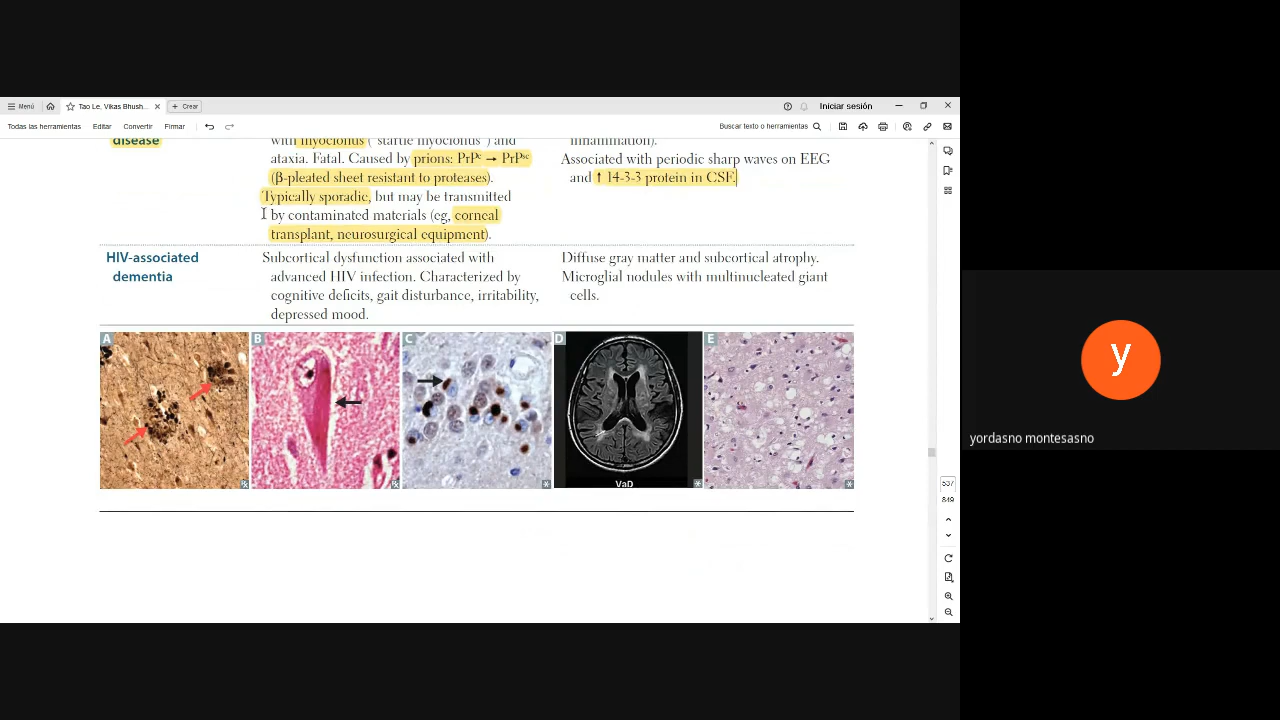 Menú
Tao Le, Vikas Bhush...
Crear
Iniciar sesión
Todas las herramientas
Editar
Convertir
Firmar
Buscar texto o herramientas
disease
with myoclonus ("startle myoclonus") and
ataxia. Fatal. Caused by prions: PrPᶜ → PrPˢᶜ
(β-pleated sheet resistant to proteases).
Typically sporadic, but may be transmitted
by contaminated materials (eg, corneal
transplant, neurosurgical equipment).
inflammation).
Associated with periodic sharp waves on EEG
and ↑ 14-3-3 protein in CSF.
HIV-associated
dementia
Subcortical dysfunction associated with
advanced HIV infection. Characterized by
cognitive deficits, gait disturbance, irritability,
depressed mood.
Diffuse gray matter and subcortical atrophy.
Microglial nodules with multinucleated giant
cells.
A
B
C
D
E
VaD
537
849
y
yordasno montesasno